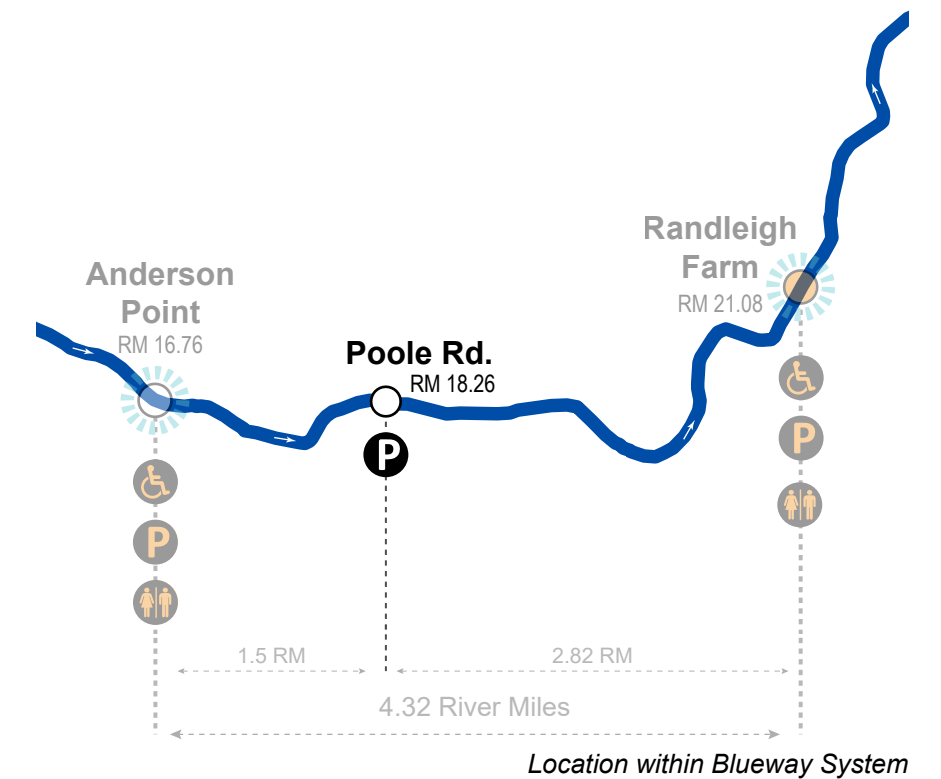 Randleigh
Farm
RM 21.08
Anderson
Point
RM 16.76
Poole Rd.
RM 18.26
P
P
P
1.5 RM
2.82 RM
4.32 River Miles
Location within Blueway System